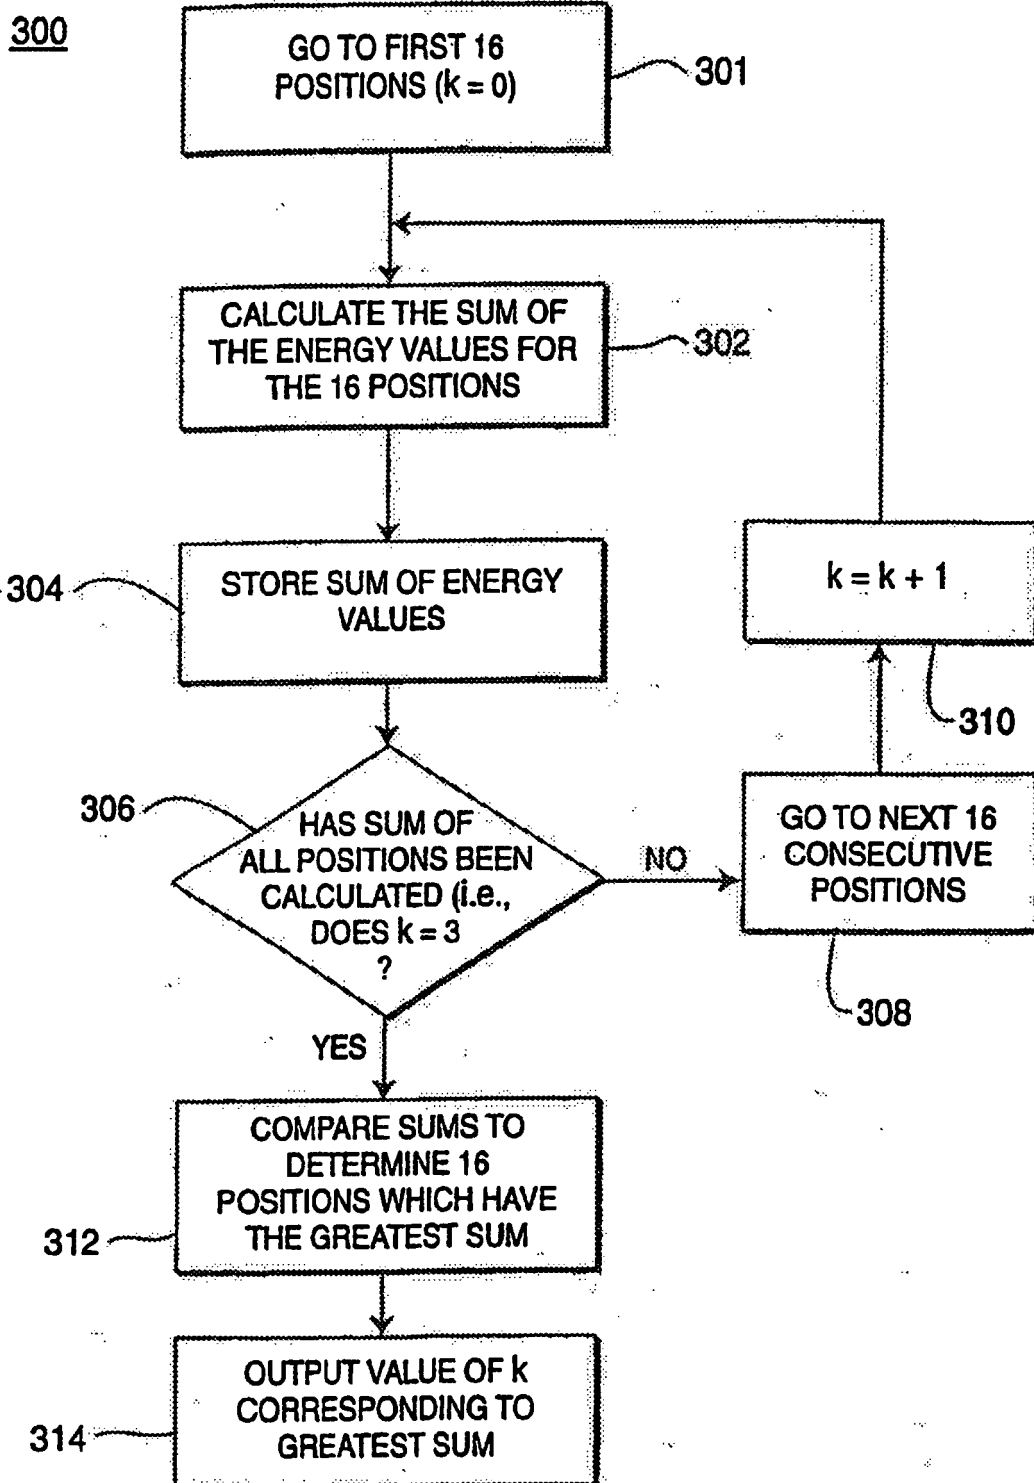 300
GO TO FIRST 16
POSITIONS (k = 0)
301
CALCULATE THE SUM OF
THE ENERGY VALUES FOR
THE 16 POSITIONS
302
304
STORE SUM OF ENERGY
VALUES
k = k + 1
310
306
HAS SUM OF
ALL POSITIONS BEEN
CALCULATED (i.e.,
DOES k = 3
?
NO
GO TO NEXT 16
CONSECUTIVE
POSITIONS
308
YES
COMPARE SUMS TO
DETERMINE 16
POSITIONS WHICH HAVE
THE GREATEST SUM
312
OUTPUT VALUE OF k
CORRESPONDING TO
GREATEST SUM
314